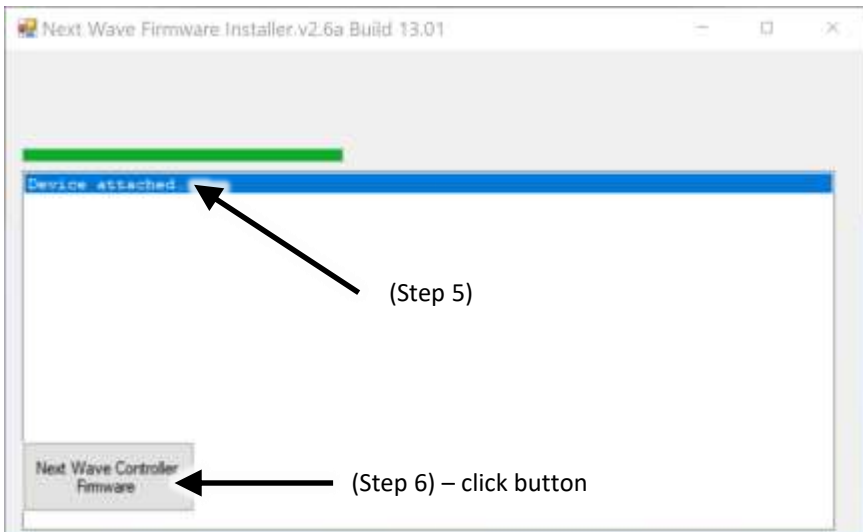 Next Wave Firmware Installer.v2.6a Build 13.01
Device attached.
(Step 5)
Next Wave Controller
Firmware
(Step 6) – click button